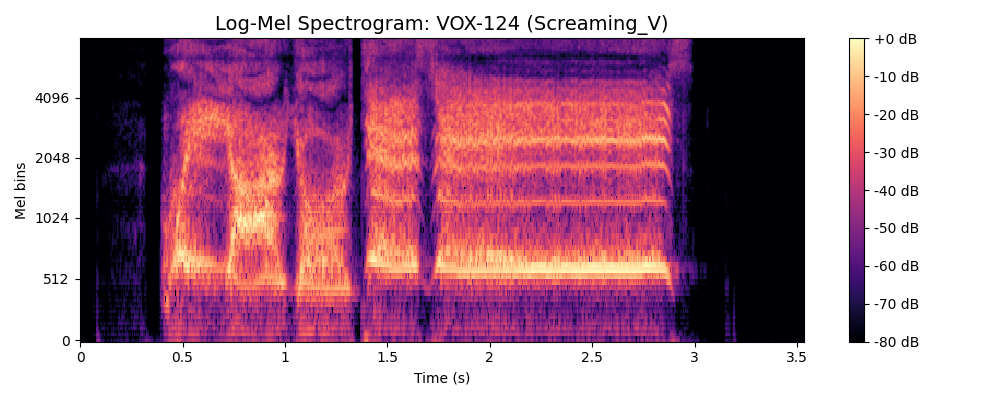 Log-Mel Spectrogram: VOX-124 (Screaming_V)
Mel bins
4096
2048
1024
512
0
0
0.5
1
1.5
2
2.5
3
3.5
Time (s)
+0 dB
-10 dB
-20 dB
-30 dB
-40 dB
-50 dB
-60 dB
-70 dB
-80 dB